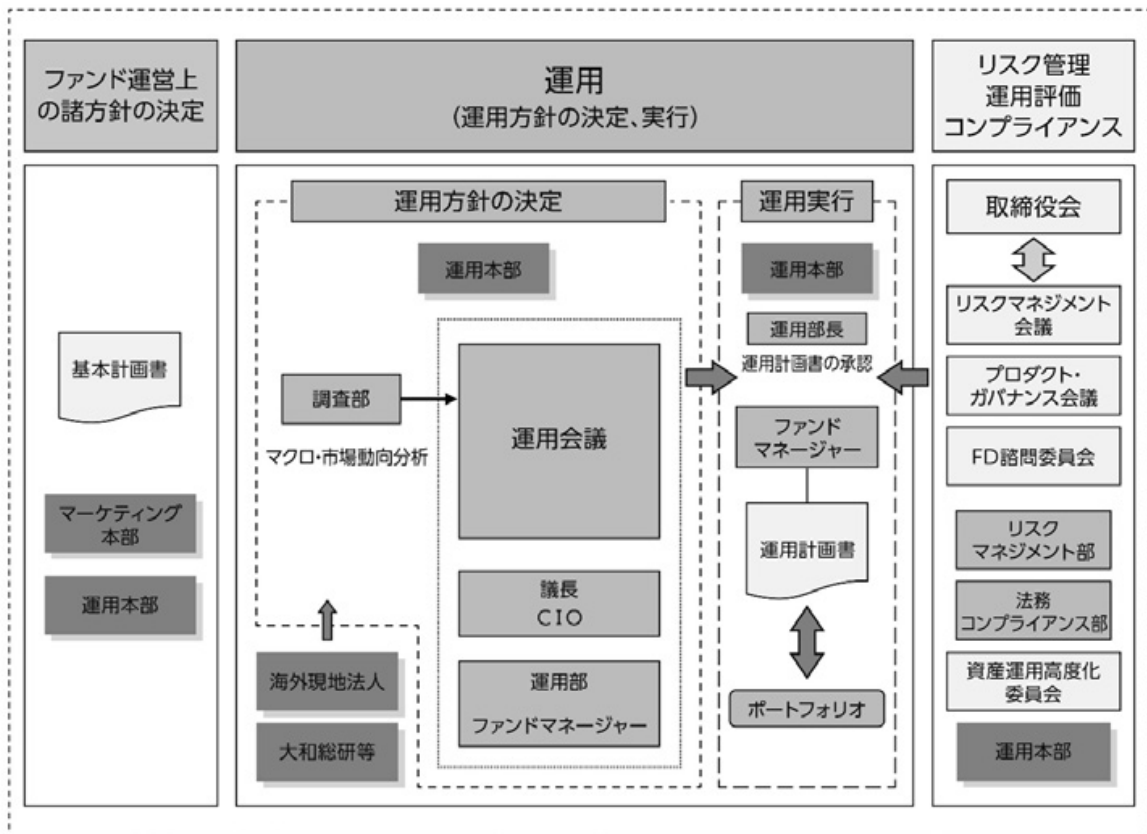 ファンド運営上
の諸方針の決定
基本計画書
マーケティング
本部
運用本部
運用
(運用方針の決定、実行)
運用方針の決定
運用本部
調査部
マクロ・市場動向分析
運用会議
議長
CIO
運用部
ファンドマネージャー
海外現地法人
大和総研等
運用実行
運用本部
運用部長
運用計画書の承認
ファンド
マネージャー
運用計画書
ポートフォリオ
リスク管理
運用評価
コンプライアンス
取締役会
リスクマネジメント
会議
プロダクト・
ガバナンス会議
FD諮問委員会
リスク
マネジメント部
法務
コンプライアンス部
資産運用高度化
委員会
運用本部